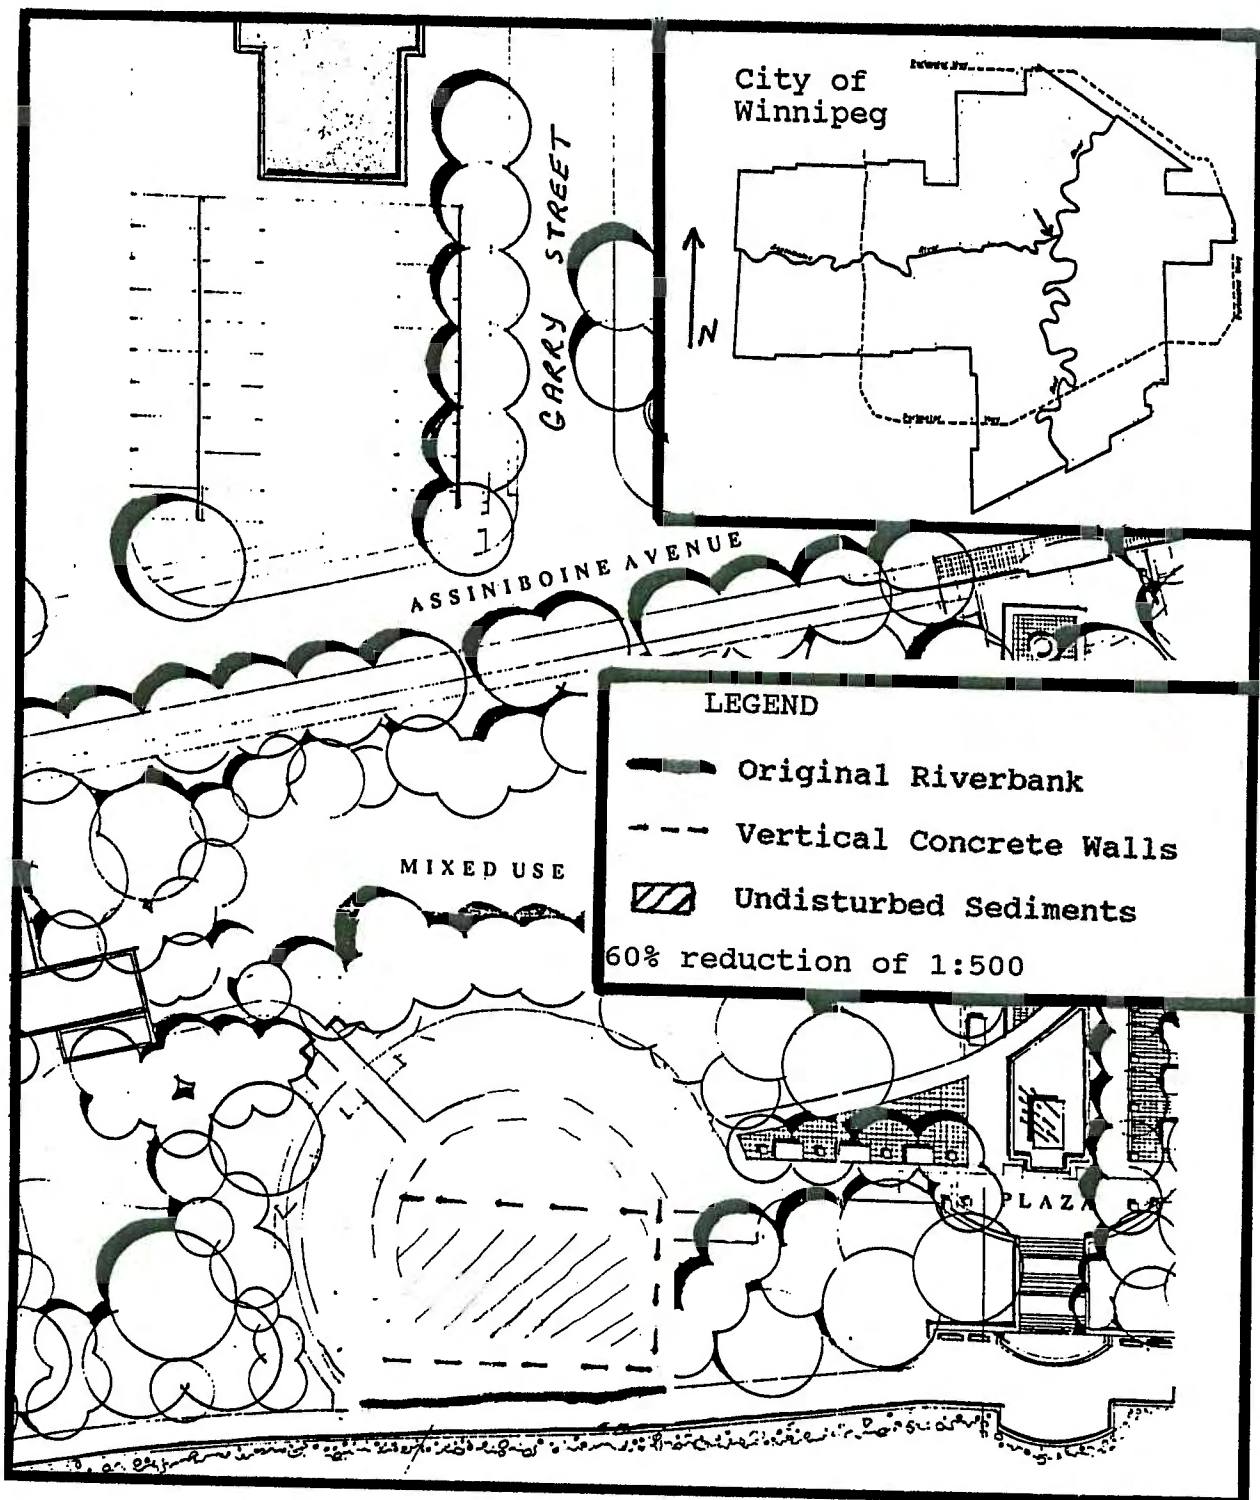 City of
Winnipeg
N
GARRY STREET
ASSINIBOINE AVENUE
LEGEND
Original Riverbank
Vertical Concrete Walls
Undisturbed Sediments
60% reduction of 1:500
MIXED USE
PLAZA